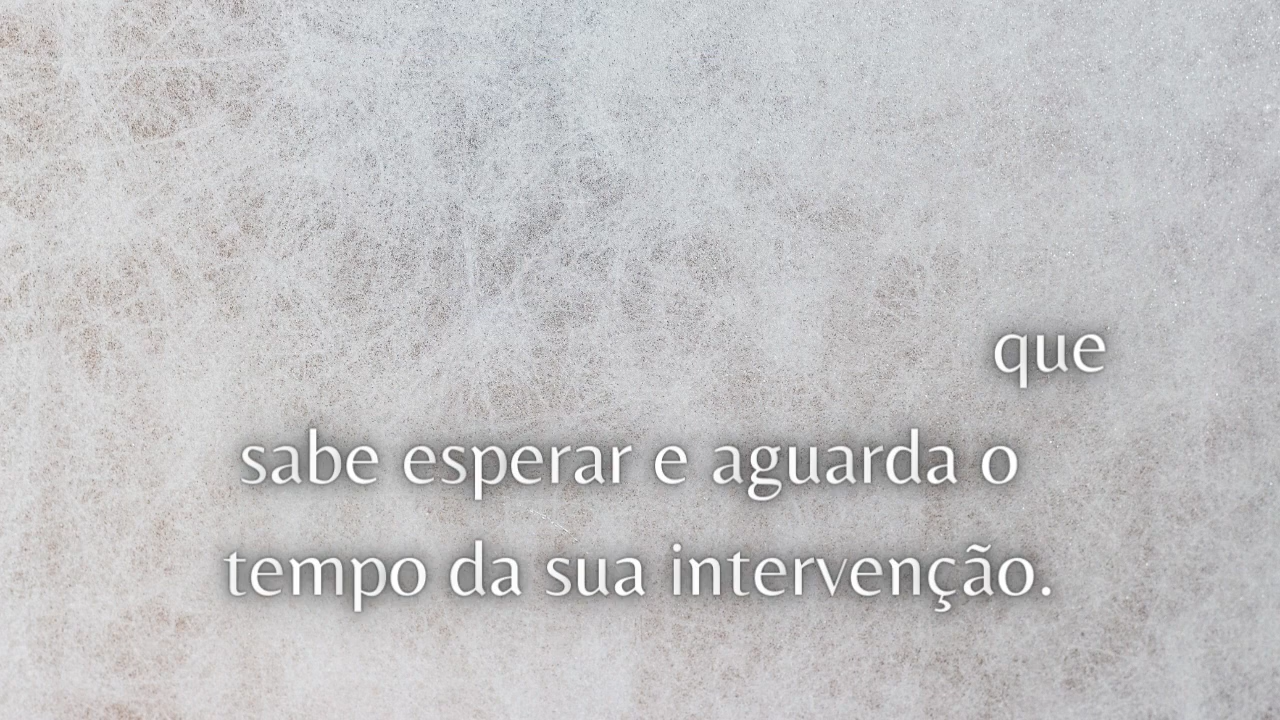 que
sabe esperar e aguarda o
tempo da sua intervenção.